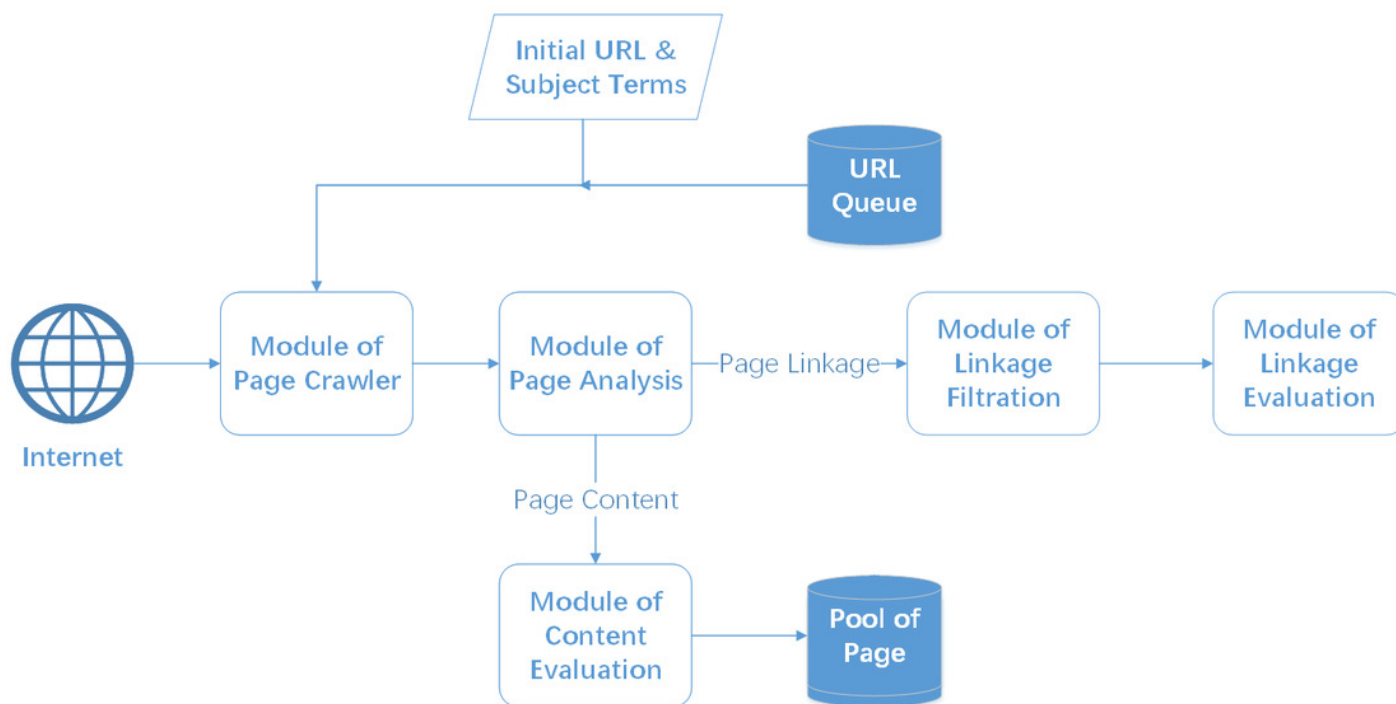 Initial URL &
Subject Terms
URL
Queue
Internet
Module of
Page Crawler
Module of
Page Analysis
Page Linkage
Module of
Linkage
Filtration
Module of
Linkage
Evaluation
Page Content
Module of
Content
Evaluation
Pool of
Page